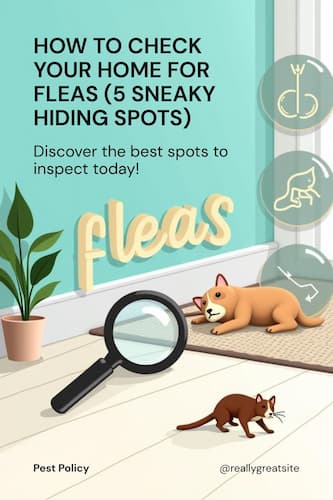 HOW TO CHECK
YOUR HOME FOR
FLEAS (5 SNEAKY
HIDING SPOTS)
Discover the best spots to
inspect today!
fleas
Pest Policy
@reallygreatsite